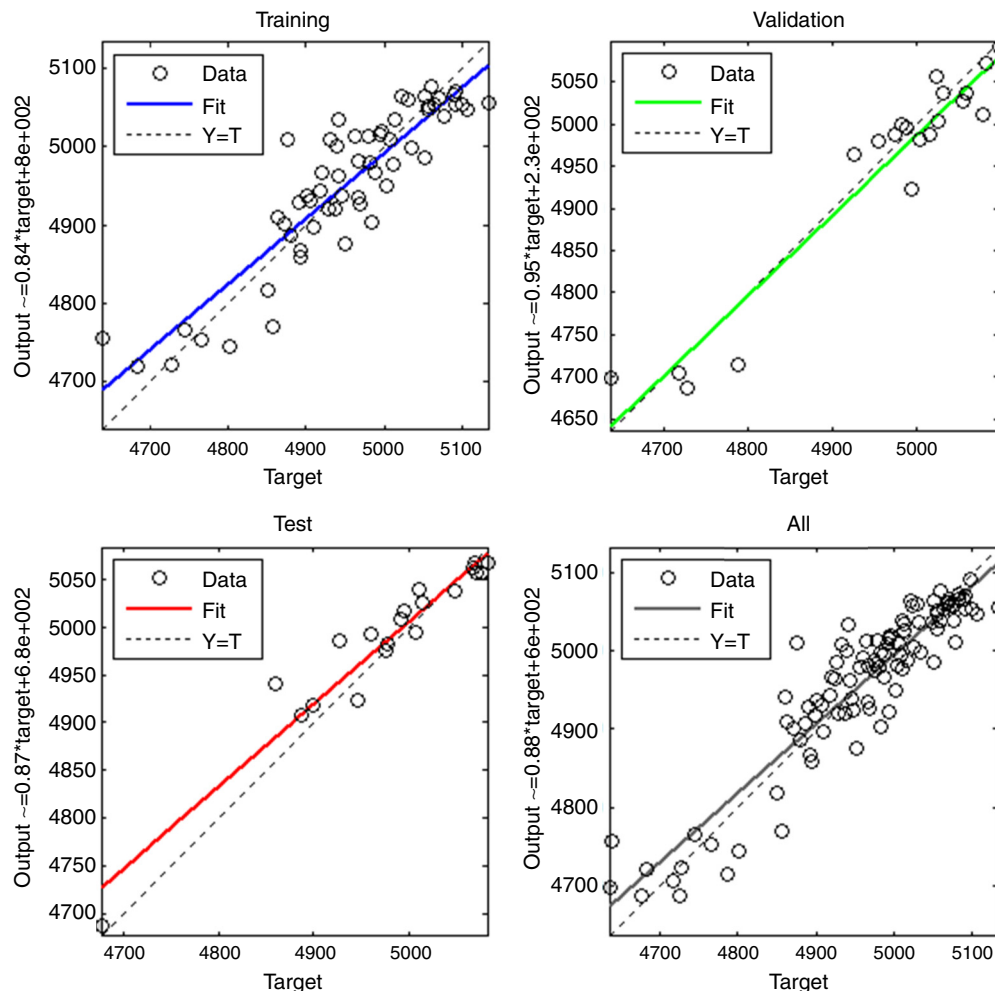 Training
Output ~=0.84*target+8e+002
5100
5000
4900
4800
4700
Data
Fit
Y=T
4700 4800 4900 5000 5100
Target
Validation
Output ~=0.95*target+2.3e+002
5050
5000
4950
4900
4850
4800
4750
4700
4650
Data
Fit
Y=T
4700 4800 4900 5000
Target
Test
Output ~=0.87*target+6.8e+002
5050
5000
4950
4900
4850
4800
4750
4700
Data
Fit
Y=T
4700 4800 4900 5000
Target
All
Output ~=0.88*target+6e+002
5100
5000
4900
4800
4700
Data
Fit
Y=T
4700 4800 4900 5000 5100
Target